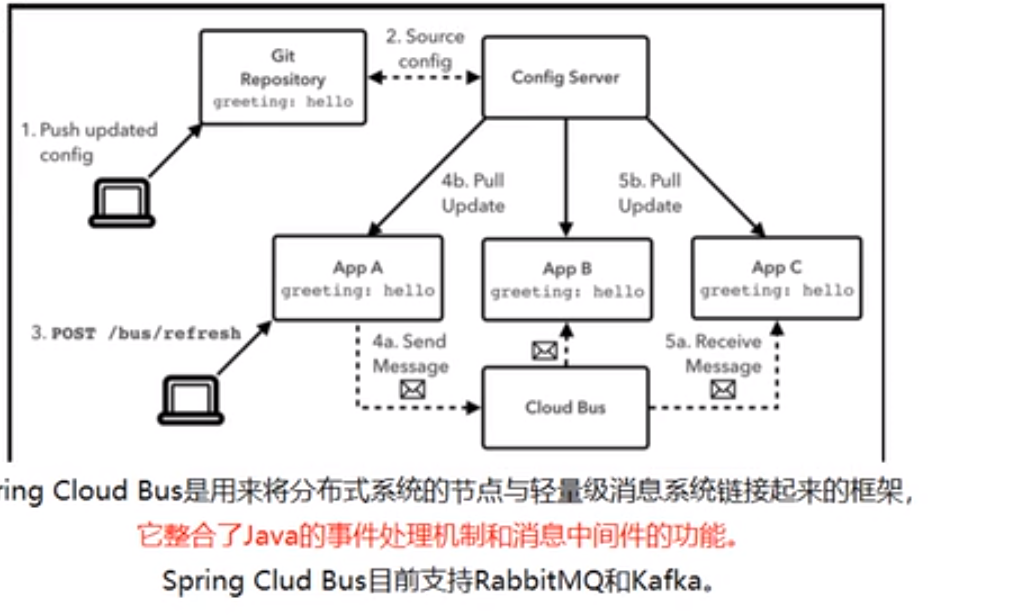 Git
Repository
greeting: hello
2. Source
config
Config Server
1. Push updated
config
4b. Pull
Update
5b. Pull
Update
App A
greeting: hello
App B
greeting: hello
App C
greeting: hello
3. POST /bus/refresh
4a. Send
Message
5a. Receive
Message
Cloud Bus
ring Cloud Bus是用来将分布式系统的节点与轻量级消息系统链接起来的框架，
它整合了Java的事件处理机制和消息中间件的功能。
Spring Clud Bus目前支持RabbitMQ和Kafka。